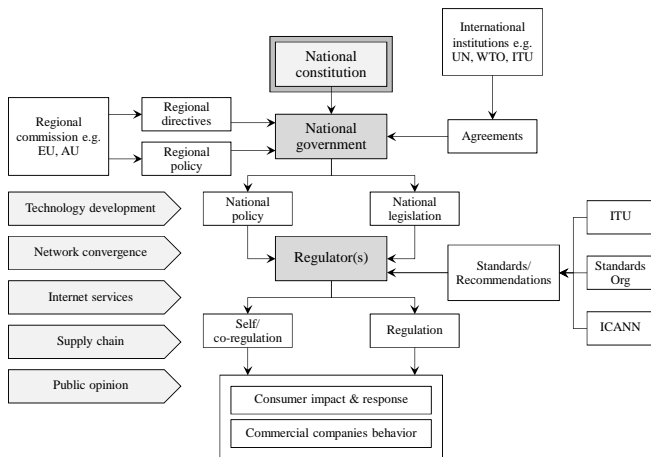 National
constitution
International
institutions e.g.
UN, WTO, ITU
Regional
commission e.g.
EU, AU
Regional
directives
Regional
policy
National
government
Agreements
Technology development
Network convergence
Internet services
Supply chain
Public opinion
National
policy
National
legislation
Regulator(s)
Standards/
Recommendations
ITU
Standards
Org
ICANN
Self/
co-regulation
Regulation
Consumer impact & response
Commercial companies behavior